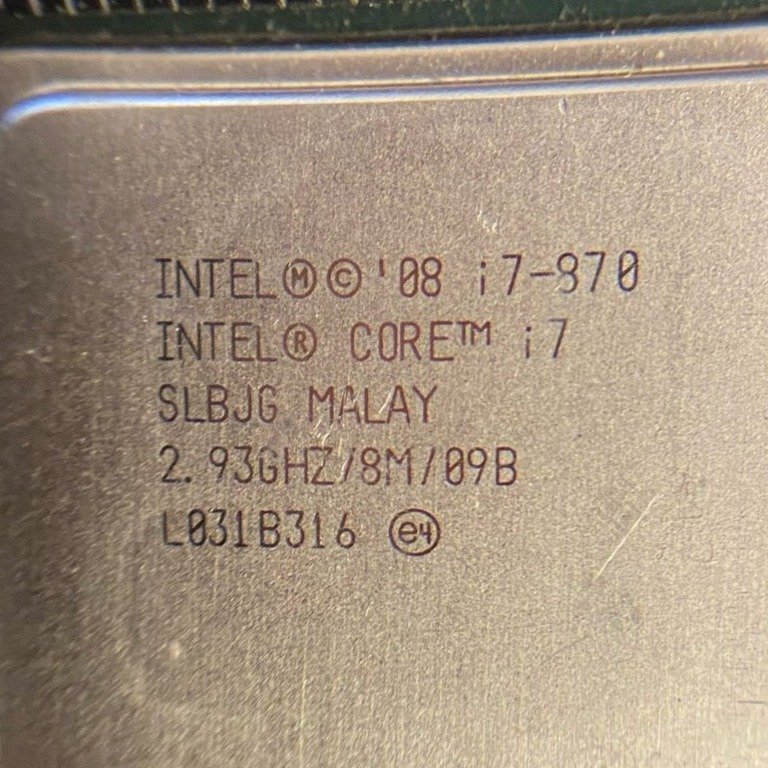 INTELⓂ©'08 i7-870
INTEL® CORE™ i7
SLBJG MALAY
2.93GHZ/8M/09B
L031B316 e4